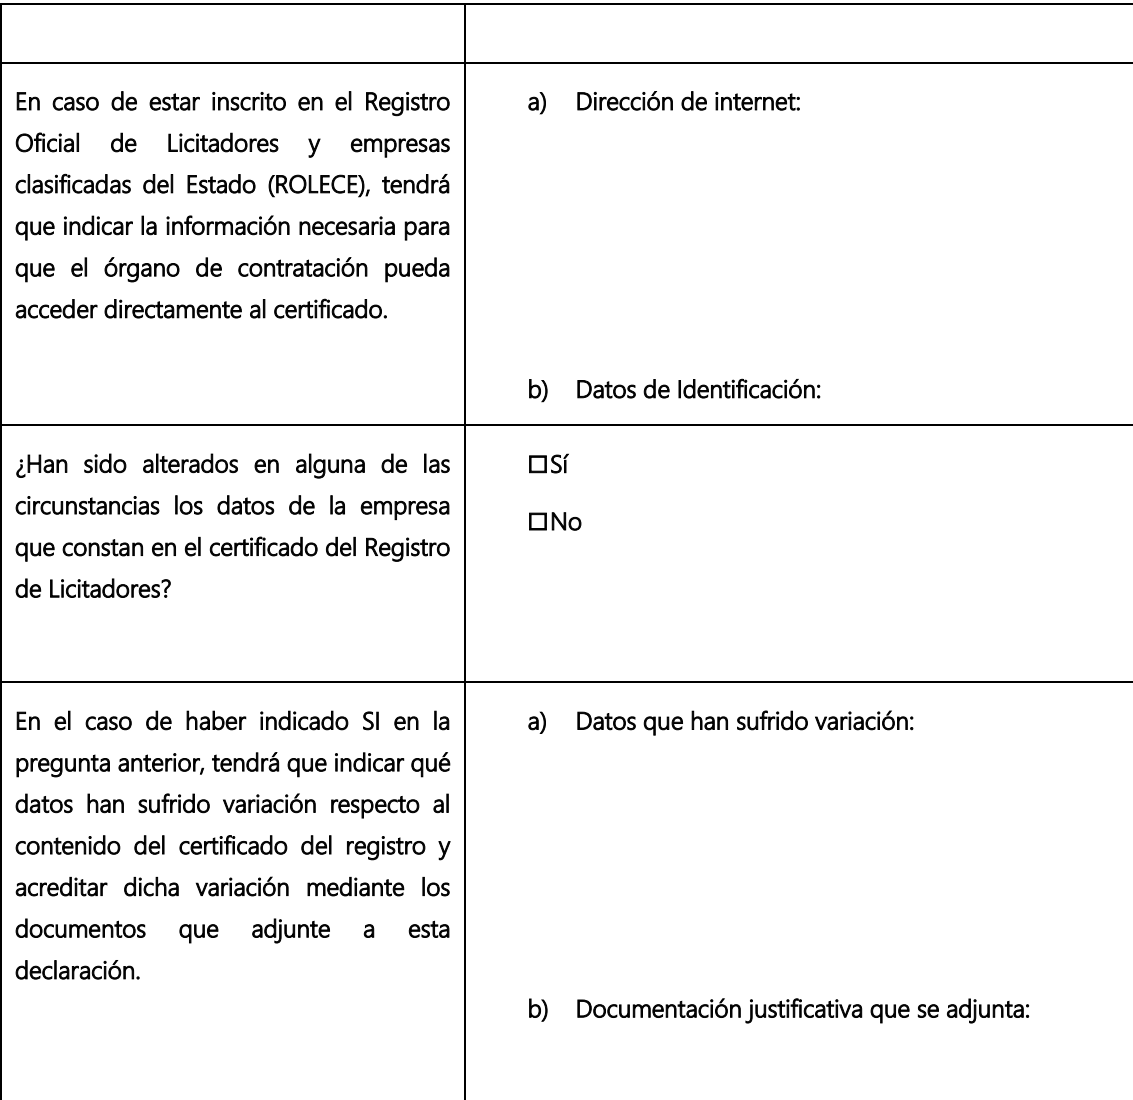 En caso de estar inscrito en el Registro
Oficial de Licitadores y empresas
clasificadas del Estado (ROLECE), tendrá
que indicar la información necesaria para
que el órgano de contratación pueda
acceder directamente al certificado.
a) Dirección de internet:
b) Datos de Identificación:
¿Han sido alterados en alguna de las
circunstancias los datos de la empresa
que constan en el certificado del Registro
de Licitadores?
☐Sí
☐No
En el caso de haber indicado SI en la
pregunta anterior, tendrá que indicar qué
datos han sufrido variación respecto al
contenido del certificado del registro y
acreditar dicha variación mediante los
documentos que adjunte a esta
declaración.
a) Datos que han sufrido variación:
b) Documentación justificativa que se adjunta: